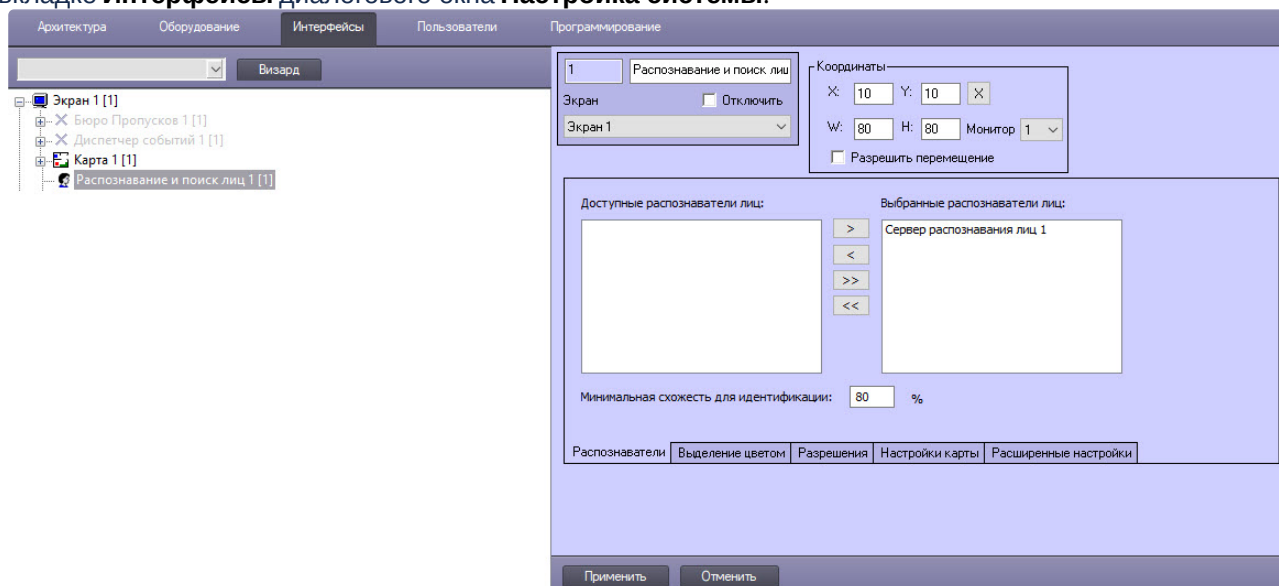 вкладке Интерфейсы диалогового окна Настройка системы.
Архитектура Оборудование Интерфейсы Пользователи Программирование
Визард
Экран 1 [1]
Бюро Пропусков 1 [1]
Диспетчер событий 1 [1]
Карта 1 [1]
Распознавание и поиск лиц 1 [1]
1 Распознавание и поиск лиц
Экран Отключить
Экран 1
Координаты
X: 10 Y: 10 X
W: 80 H: 80 Монитор 1
Разрешить перемещение
Доступные распознаватели лиц: Выбранные распознаватели лиц:
Сервер распознавания лиц 1
>
<
>>
<<
Минимальная схожесть для идентификации: 80 %
Распознаватели Выделение цветом Разрешения Настройки карты Расширенные настройки
Применить Отменить